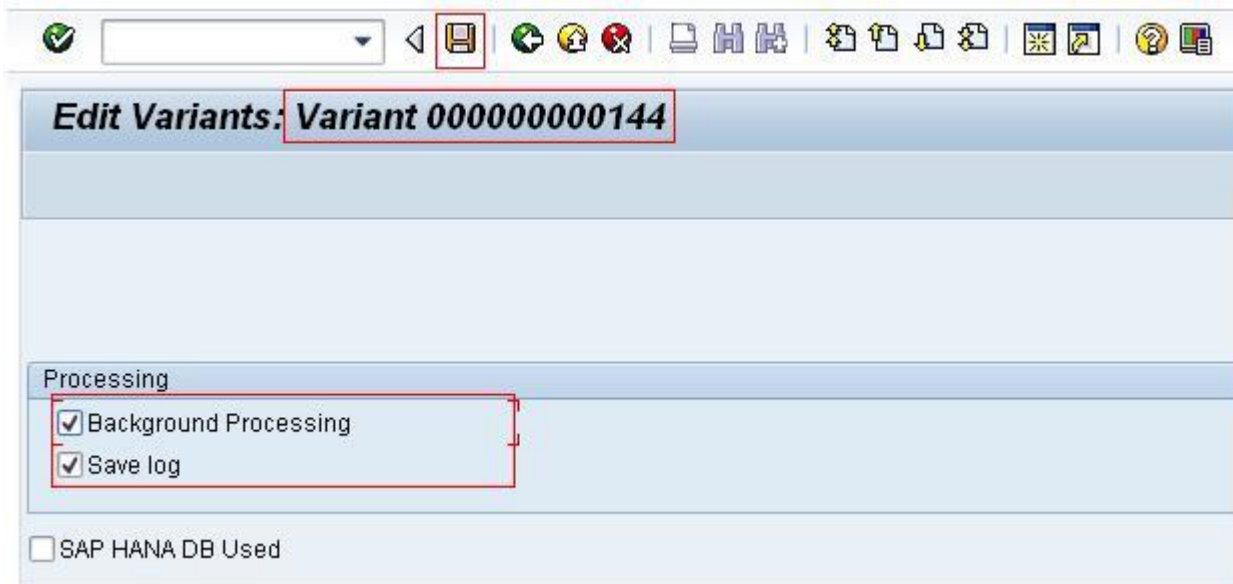 Edit Variants: Variant 000000000144
Processing
Background Processing
Save log
SAP HANA DB Used